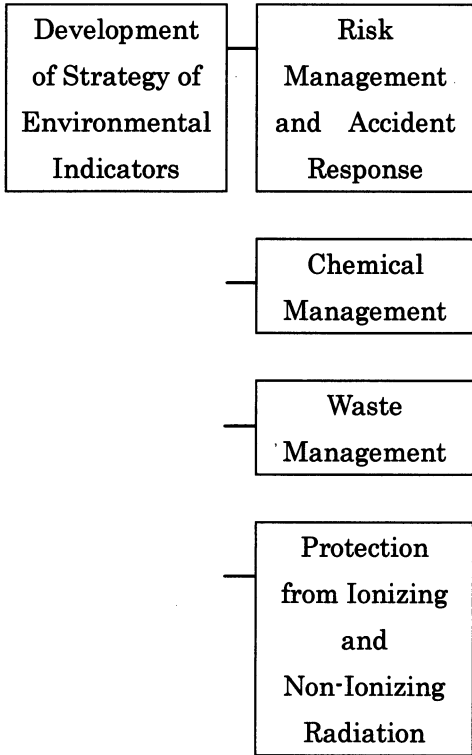 Development
of Strategy of
Environmental
Indicators
Risk
Management
and Accident
Response
Chemical
Management
Waste
Management
Protection
from Ionizing
and
Non-Ionizing
Radiation